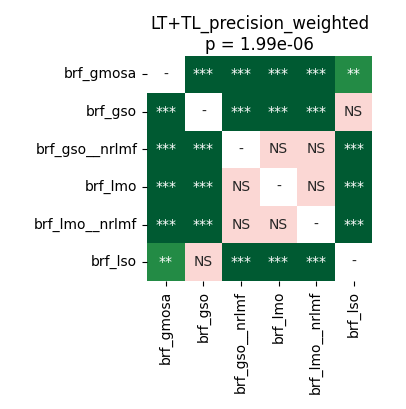 LT+TL_precision_weighted
p = 1.99e-06
brf_gmosa - *** *** *** *** **
brf_gso *** - *** *** *** NS
brf_gso__nrlmf *** *** - NS NS ***
brf_lmo *** *** NS - NS ***
brf_lmo__nrlmf *** *** NS NS - ***
brf_lso ** NS *** *** *** -
brf_gmosa
brf_gso
brf_gso__nrlmf
brf_lmo
brf_lmo__nrlmf
brf_lso